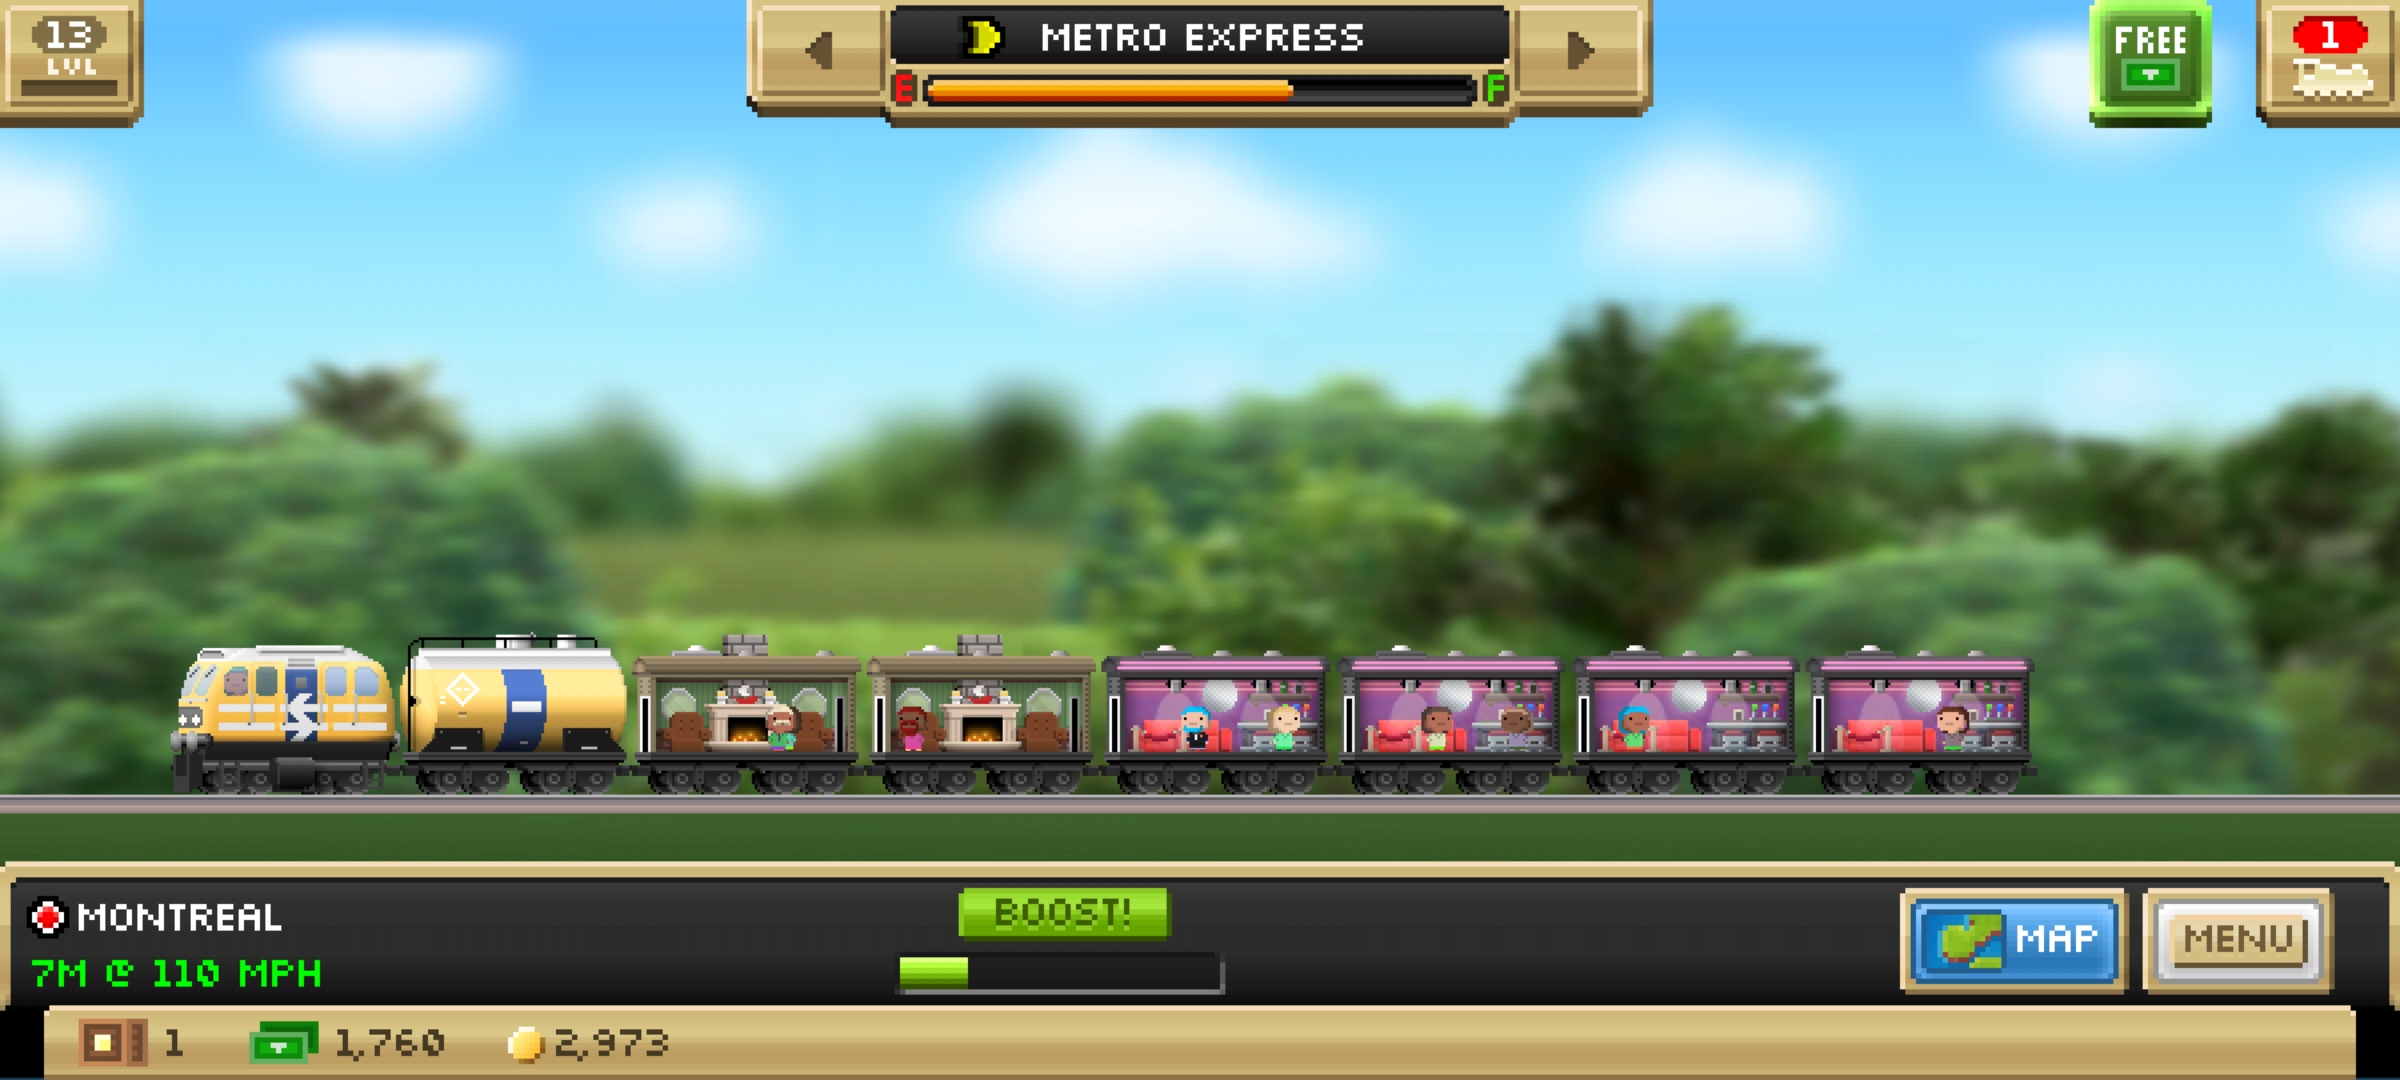 13
LVL
METRO EXPRESS
E F
FREE
1
MONTREAL
7M @ 110 MPH
BOOST!
MAP
MENU
1 1,760 2,973